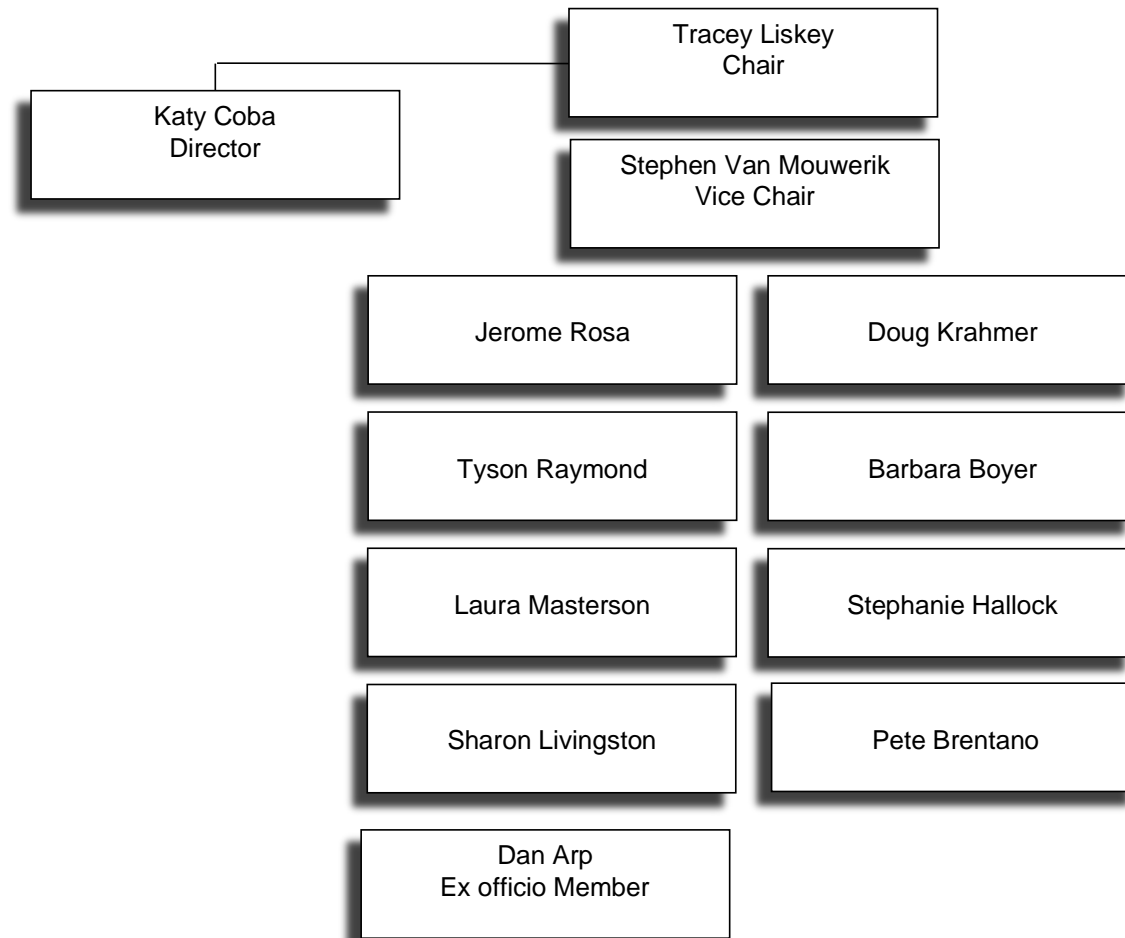 Tracey Liskey
Chair
Katy Coba
Director
Stephen Van Mouwerik
Vice Chair
Jerome Rosa
Doug Krahmer
Tyson Raymond
Barbara Boyer
Laura Masterson
Stephanie Hallock
Sharon Livingston
Pete Brentano
Dan Arp
Ex officio Member